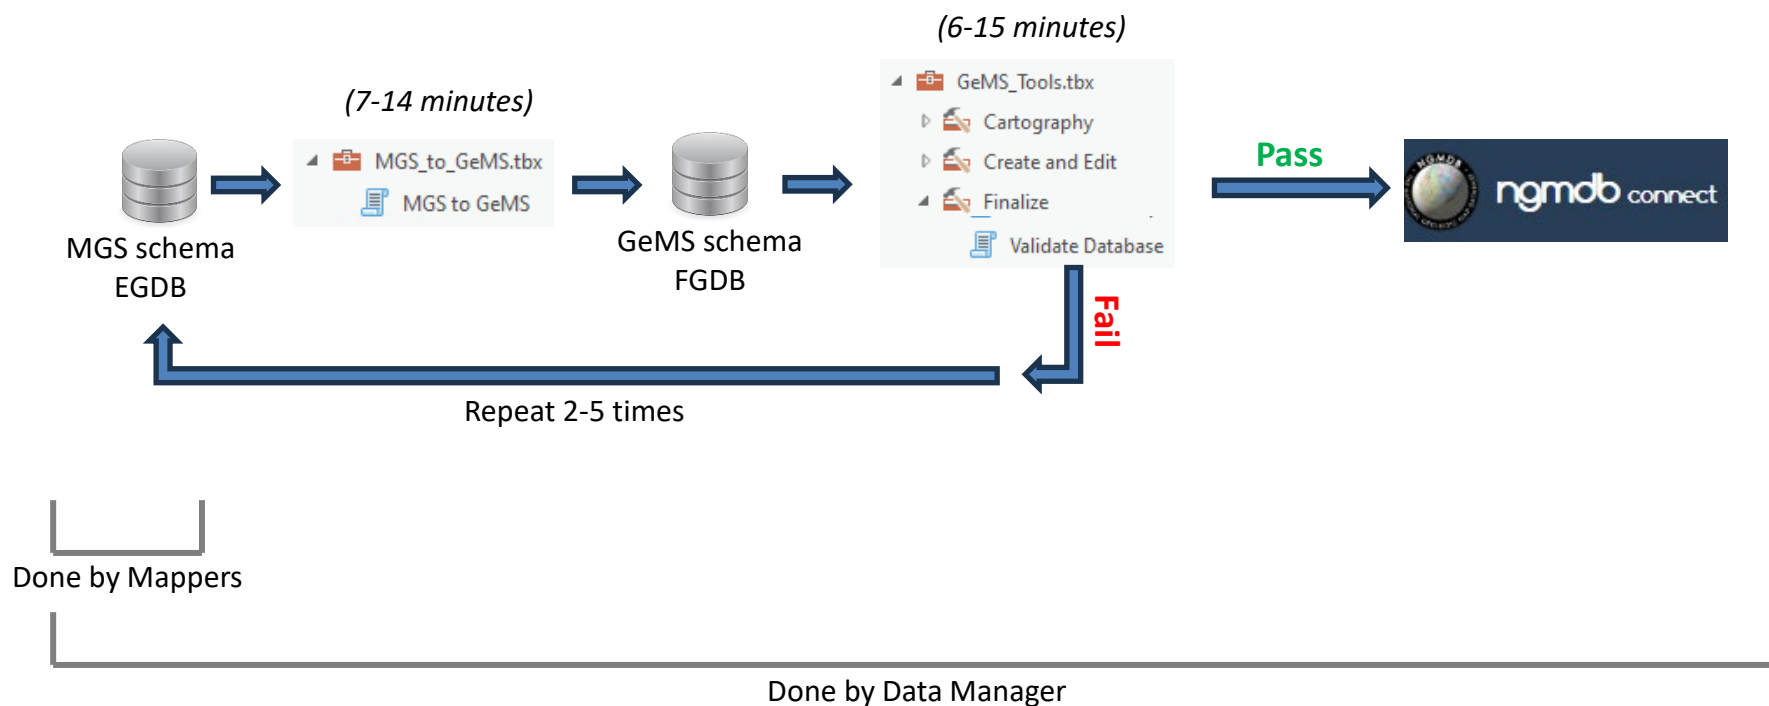 (6-15 minutes)
GeMS_Tools.tbx
Cartography
Create and Edit
Finalize
Validate Database
(7-14 minutes)
MGS_to_GeMS.tbx
MGS to GeMS
MGS schema
EGDB
GeMS schema
FGDB
Pass
NGMDB
ngmdb connect
Fail
Repeat 2-5 times
Done by Mappers
Done by Data Manager